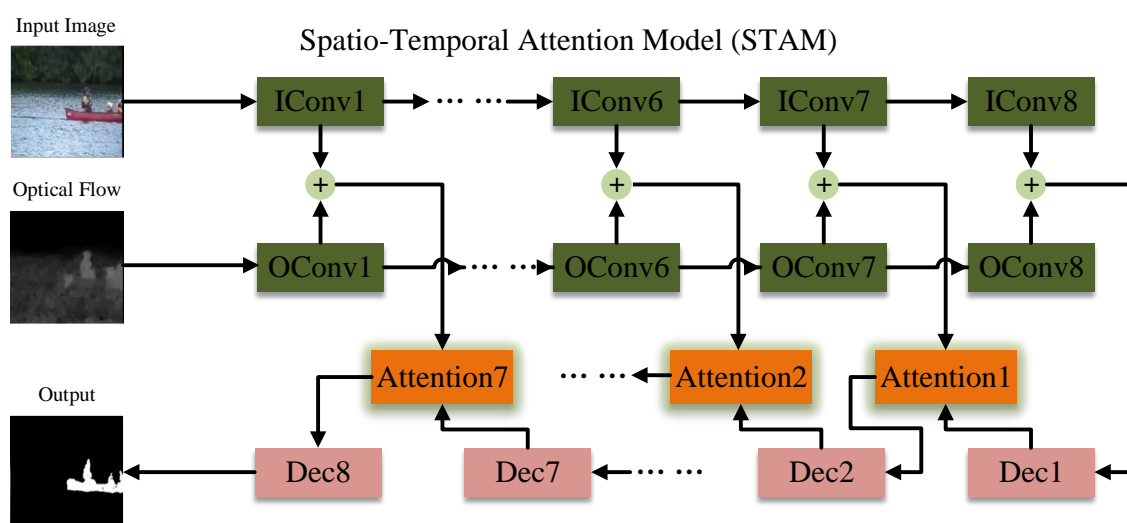 Input Image
Spatio-Temporal Attention Model (STAM)
IConv1
... ...
IConv6
IConv7
IConv8
+
+
+
+
Optical Flow
OConv1
... ...
OConv6
OConv7
OConv8
Attention7
... ...
Attention2
Attention1
Output
Dec8
Dec7
... ...
Dec2
Dec1